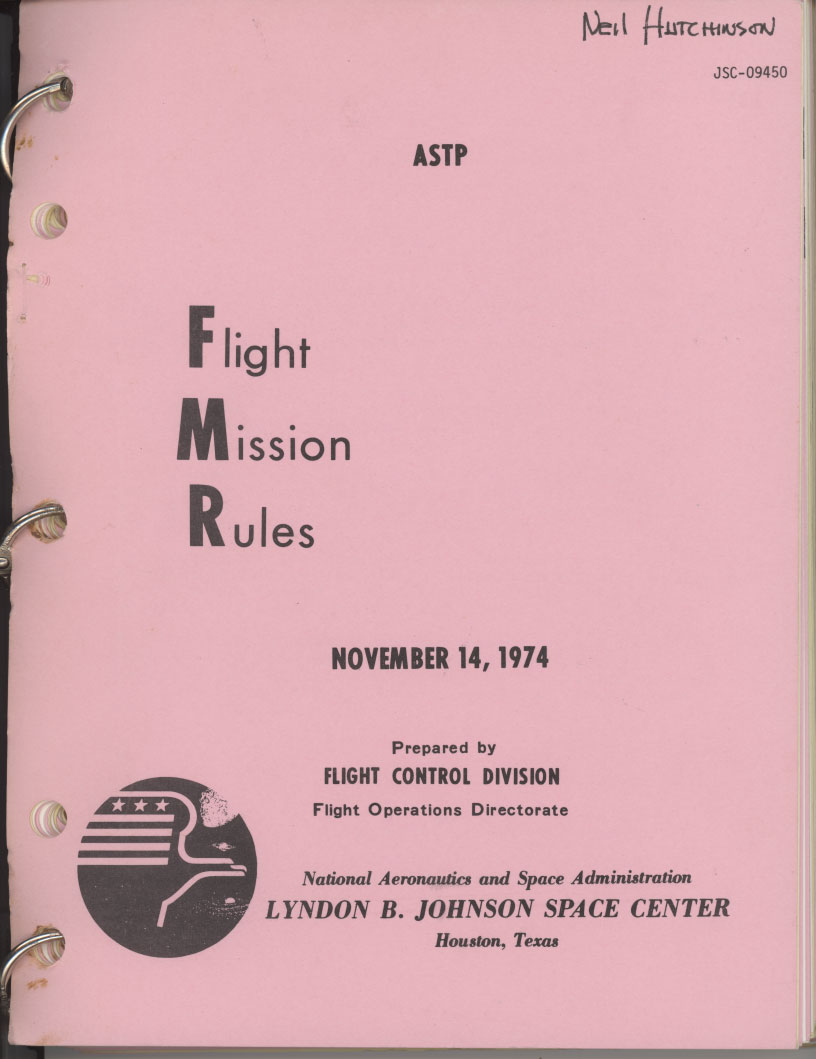 Neil Hutchinson
JSC-09450
ASTP
Flight
Mission
Rules
NOVEMBER 14, 1974
Prepared by
FLIGHT CONTROL DIVISION
Flight Operations Directorate
National Aeronautics and Space Administration
LYNDON B. JOHNSON SPACE CENTER
Houston, Texas